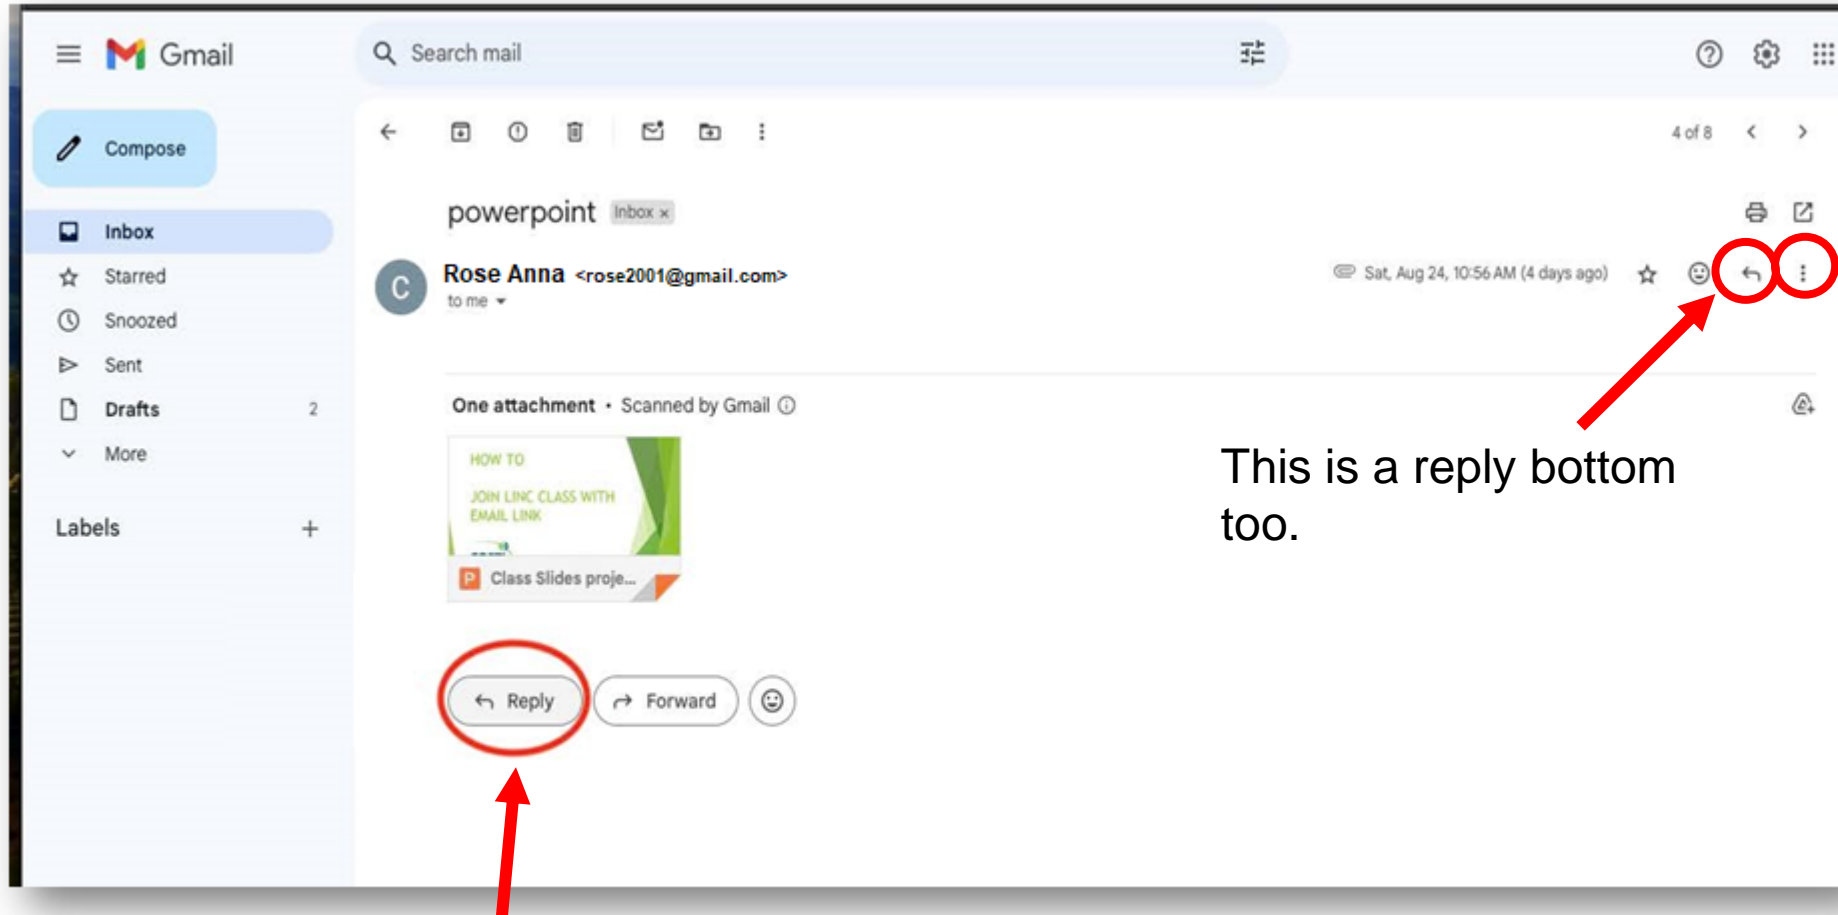 Gmail
Search mail
Compose
4 of 8
powerpoint Inbox x
Inbox
Starred
Snoozed
Sent
Drafts 2
More
Labels +
Rose Anna <rose2001@gmail.com>
C
to me
Sat, Aug 24, 10:56 AM (4 days ago)
One attachment • Scanned by Gmail
HOW TO
JOIN LINC CLASS WITH
EMAIL LINK
P Class Slides proje...
This is a reply bottom
too.
Reply
Forward